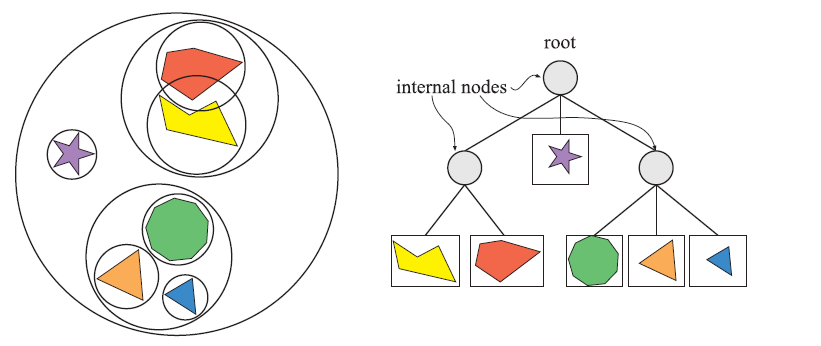 root
internal nodes